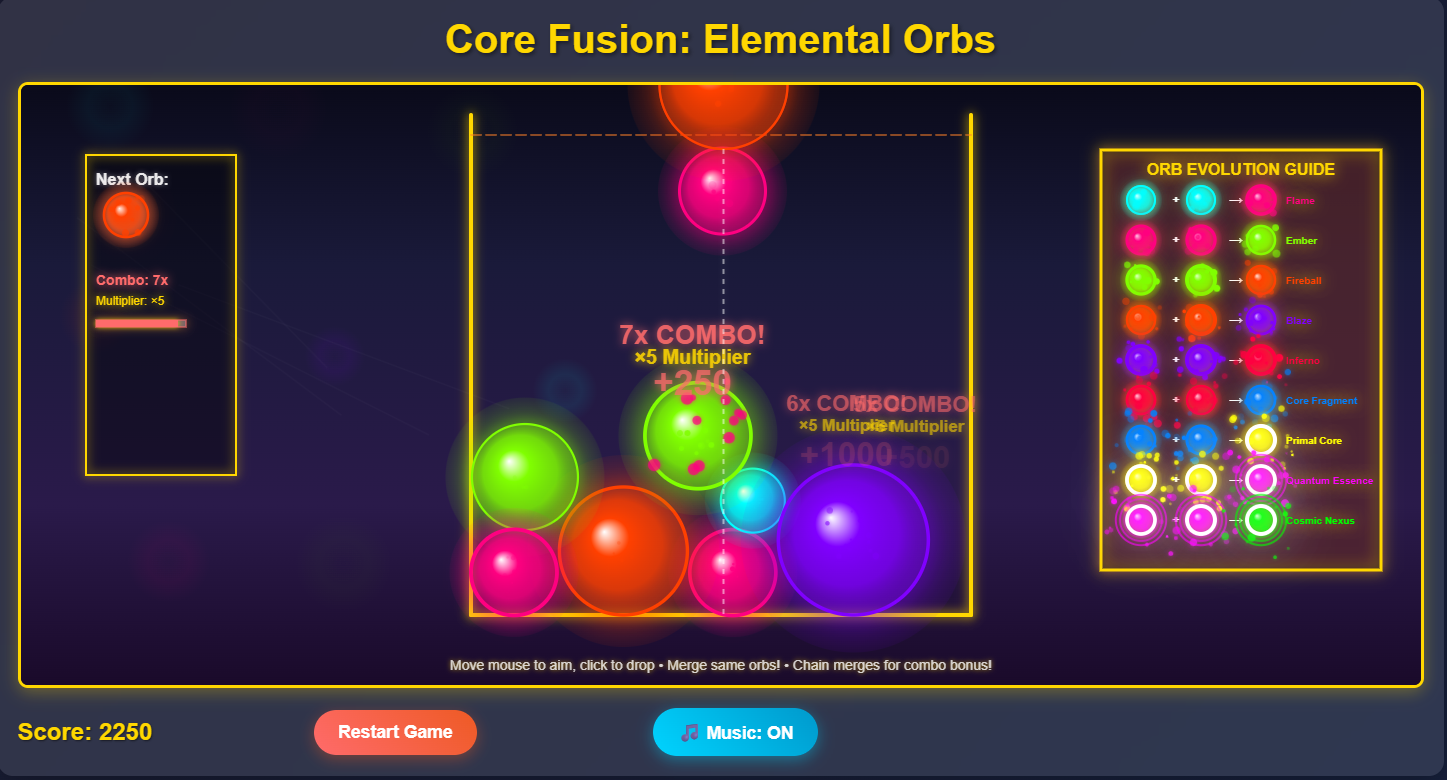 Core Fusion: Elemental Orbs
Next Orb:
Combo: 7x
Multiplier: ×5
7x COMBO!
×5 Multiplier
+250
6x COMBO!
×5 Multiplier
+1000
COMBO!
Multiplier
+500
ORB EVOLUTION GUIDE
+ → Flame
+ → Ember
+ → Fireball
+ →
+ → Inferno
+ → Core Fragment
+ → Primal Core
+ → Quantum Essence
+ → Cosmic Nexus
Move mouse to aim, click to drop • Merge same orbs! • Chain merges for combo bonus!
Score: 2250
Restart Game
🎵 Music: ON